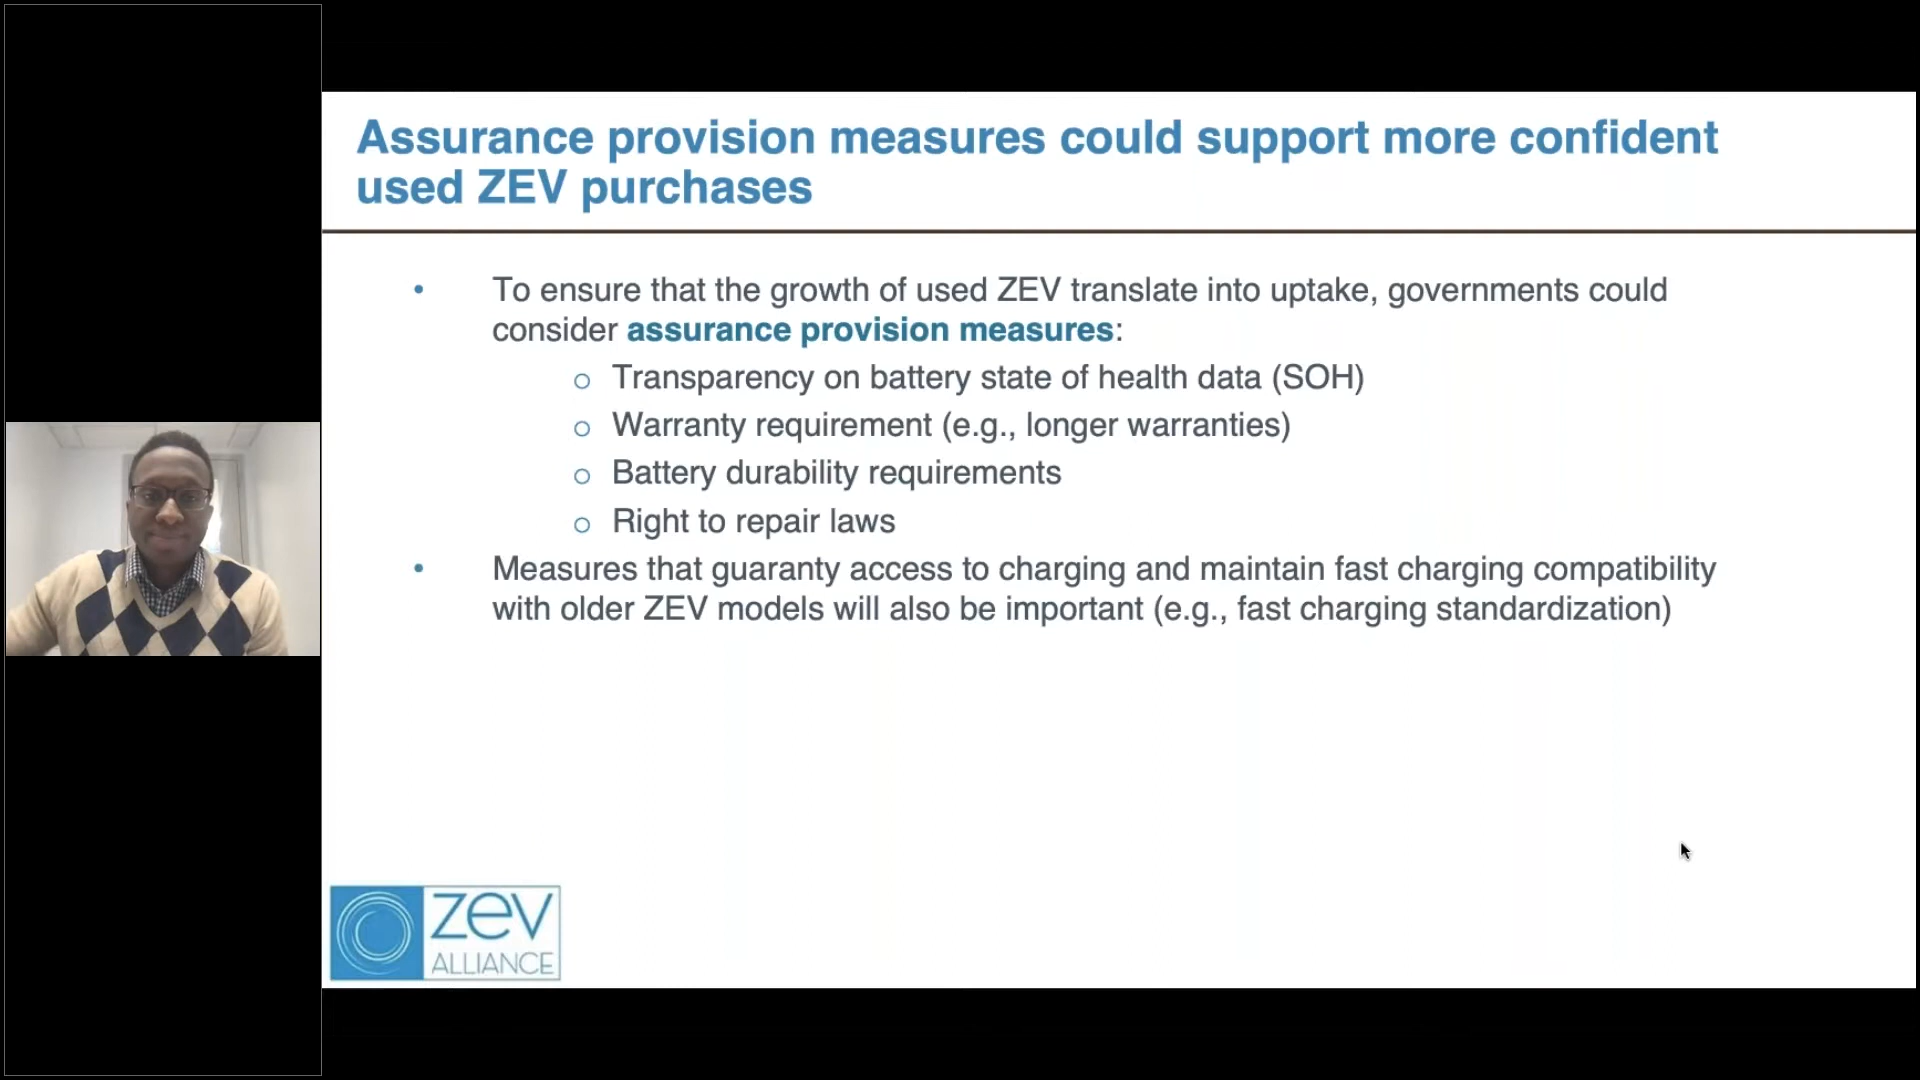 Assurance provision measures could support more confident
used ZEV purchases
• To ensure that the growth of used ZEV translate into uptake, governments could
consider assurance provision measures:
o Transparency on battery state of health data (SOH)
o Warranty requirement (e.g., longer warranties)
o Battery durability requirements
o Right to repair laws
• Measures that guaranty access to charging and maintain fast charging compatibility
with older ZEV models will also be important (e.g., fast charging standardization)
zev
ALLIANCE